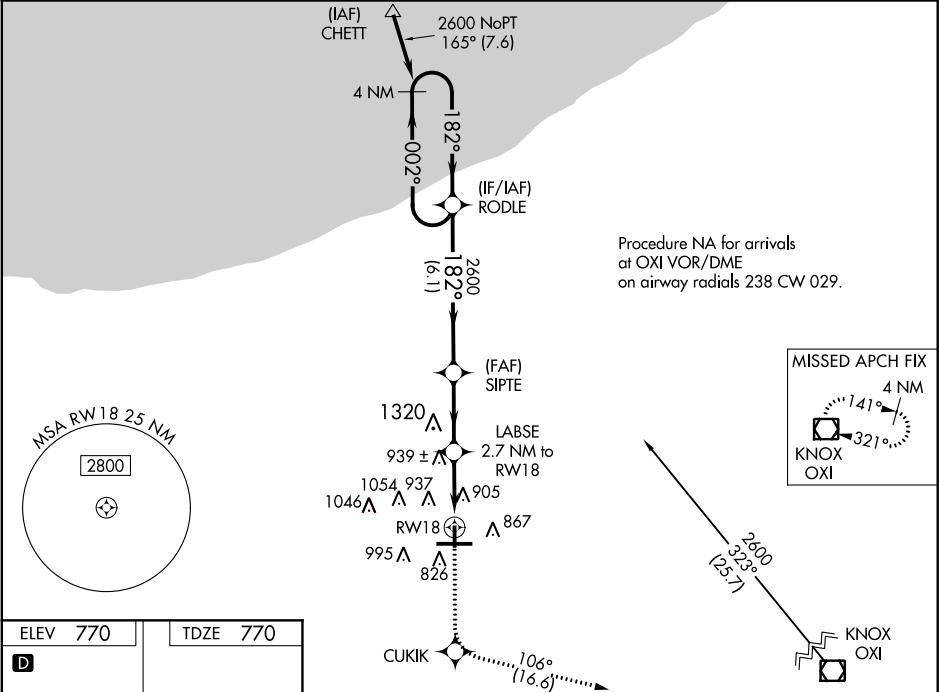 (IAF)
CHETT
2600 NoPT
165° (7.6)
4 NM
182°
002°
(IF/IAF)
RODLE
2600
182°
(6.1)
Procedure NA for arrivals
at OXI VOR/DME
on airway radials 238 CW 029.
(FAF)
SIPTE
MISSED APCH FIX
4 NM
141°
321°
KNOX
OXI
MSA RW18 25 NM
2800
1320
939 ±
LABSE
2.7 NM to
RW18
1054
937
905
1046
RW18
867
995
826
2600
323°
(25.7)
KNOX
OXI
CUKIK
106°
(16.6)
ELEV 770
TDZE 770
D